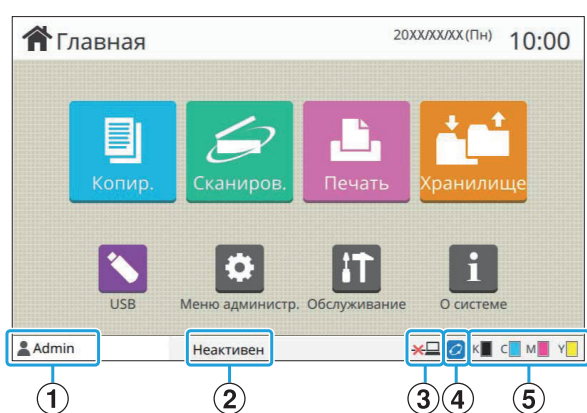 Главная 20XX/XX/XX (Пн) 10:00
Копир. Сканиров. Печать Хранилище
USB Меню администр. Обслуживание О системе
Admin Неактивен K C M Y
1 2 3 4 5